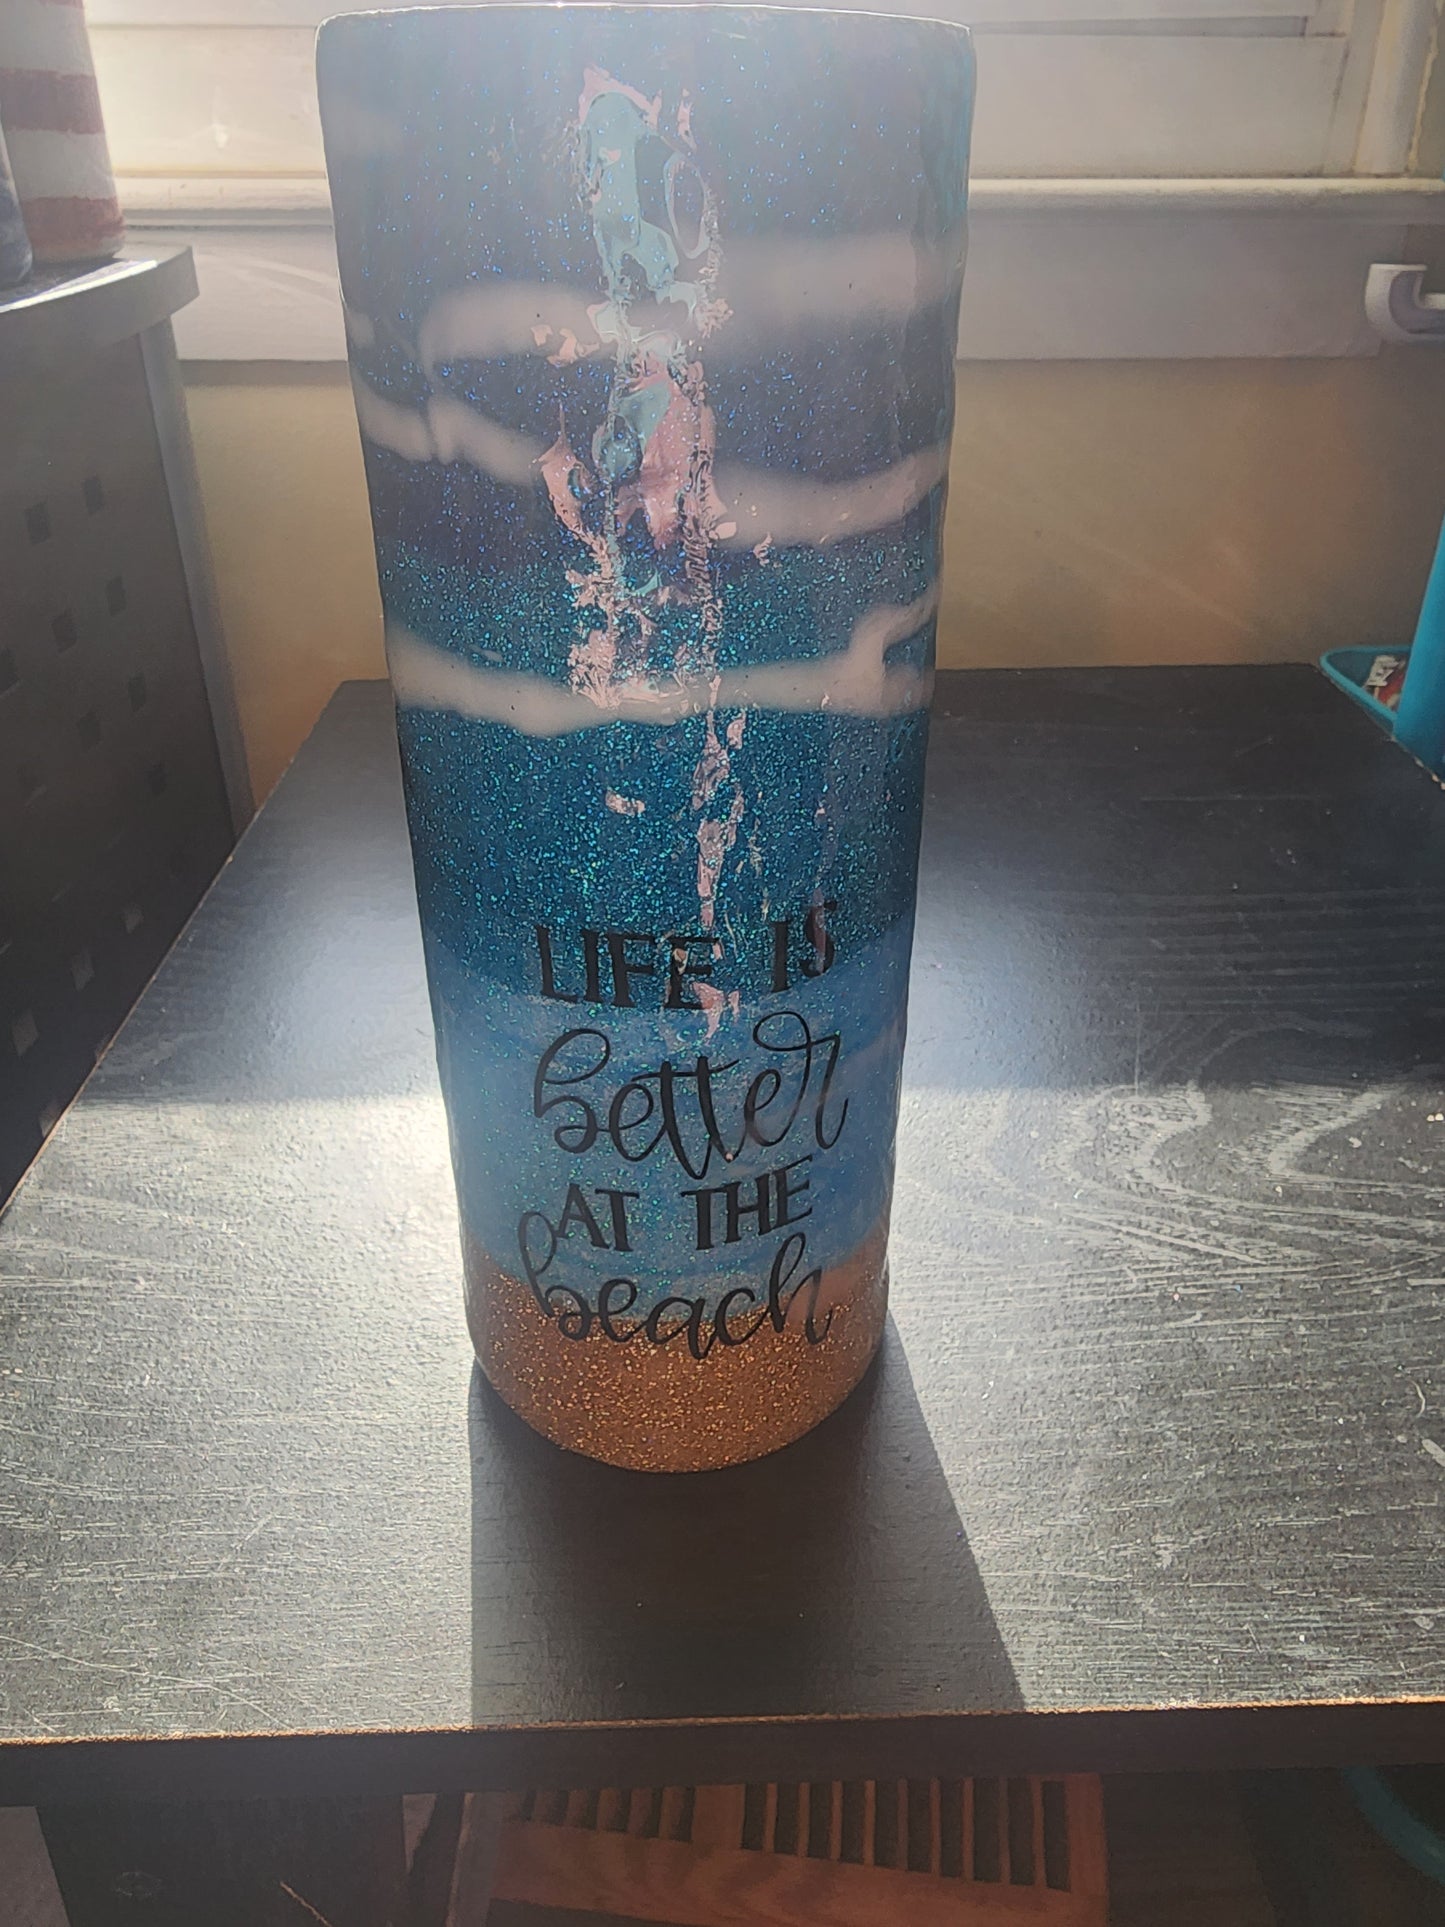 LIFE IS
better
AT THE
beach